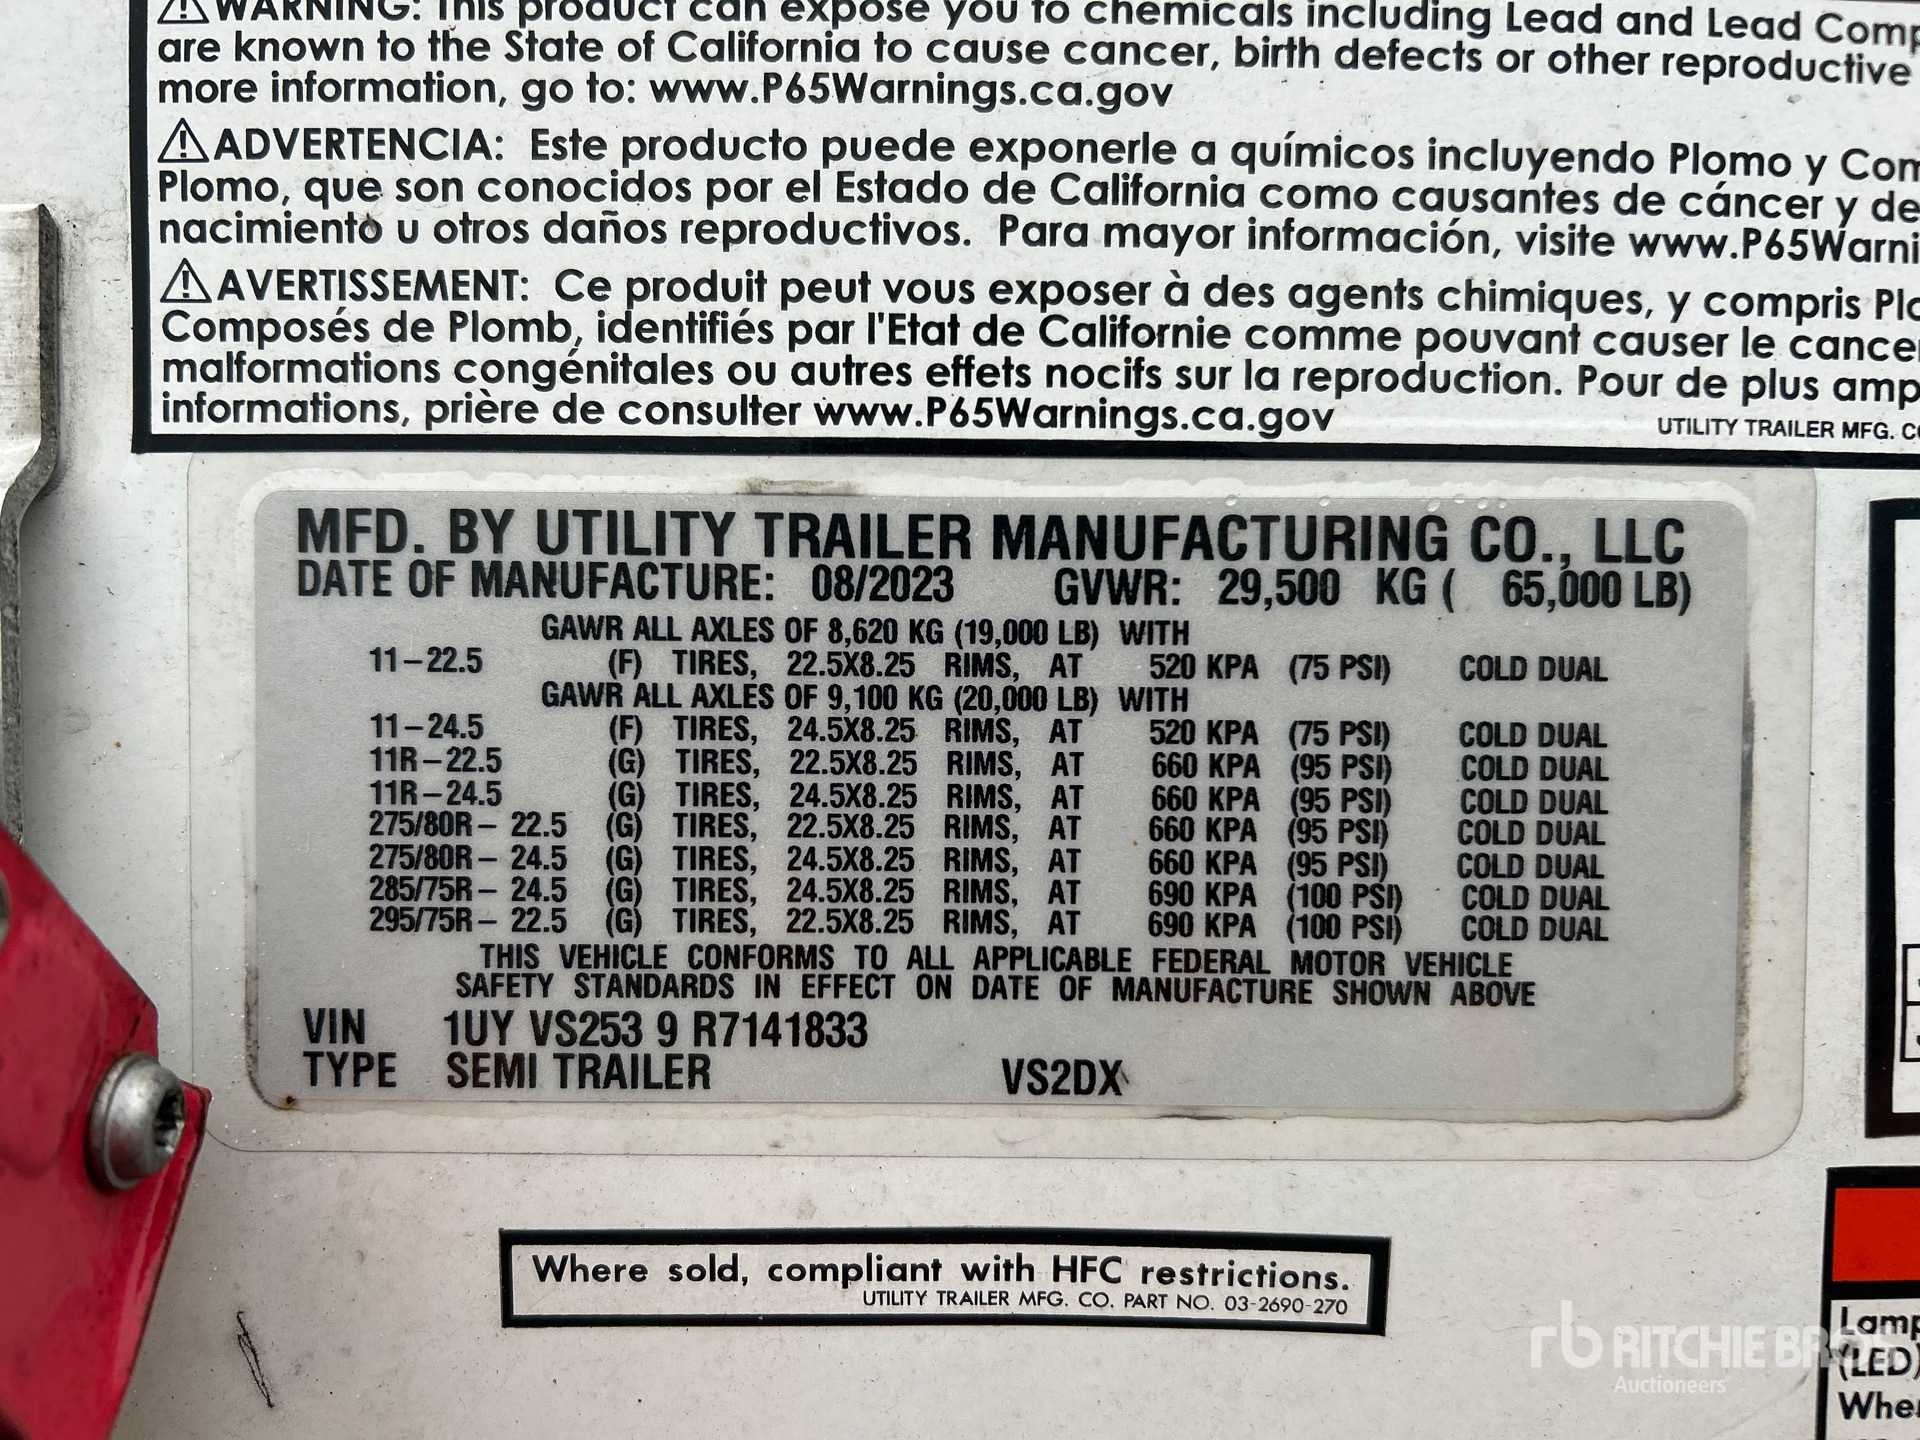 ⚠WARNING: This product can expose you to chemicals including Lead and Lead
are known to the State of California to cause cancer, birth defects or other reproductive
more information, go to: www.P65Warnings.ca.gov
⚠ADVERTENCIA: Este producto puede exponerle a químicos incluyendo Plomo y
Plomo, que son conocidos por el Estado de California como causantes de cáncer y
nacimiento u otros daños reproductivos. Para mayor información, visite
⚠AVERTISSEMENT: Ce produit peut vous exposer à des agents chimiques, y compris
Composés de Plomb, identifiés par l'Etat de Californie comme pouvant causer le
malformations congénitales ou autres effets nocifs sur la reproduction. Pour de plus
informations, prière de consulter www.P65Warnings.ca.gov
UTILITY TRAILER MFG.
MFD. BY UTILITY TRAILER MANUFACTURING CO., LLC
DATE OF MANUFACTURE: 08/2023 GVWR: 29,500 KG ( 65,000 LB)
GAWR ALL AXLES OF 8,620 KG (19,000 LB) WITH
11-22.5 (F) TIRES, 22.5X8.25 RIMS, AT 520 KPA (75 PSI) COLD DUAL
GAWR ALL AXLES OF 9,100 KG (20,000 LB) WITH
11-24.5 (F) TIRES, 24.5X8.25 RIMS, AT 520 KPA (75 PSI) COLD DUAL
11R-22.5 (G) TIRES, 22.5X8.25 RIMS, AT 660 KPA (95 PSI) COLD DUAL
11R-24.5 (G) TIRES, 24.5X8.25 RIMS, AT 660 KPA (95 PSI) COLD DUAL
275/80R- 22.5 (G) TIRES, 22.5X8.25 RIMS, AT 660 KPA (95 PSI) COLD DUAL
275/80R- 24.5 (G) TIRES, 24.5X8.25 RIMS, AT 660 KPA (95 PSI) COLD DUAL
285/75R- 24.5 (G) TIRES, 24.5X8.25 RIMS, AT 690 KPA (100 PSI) COLD DUAL
295/75R- 22.5 (G) TIRES, 22.5X8.25 RIMS, AT 690 KPA (100 PSI) COLD DUAL
THIS VEHICLE CONFORMS TO ALL APPLICABLE FEDERAL MOTOR VEHICLE
SAFETY STANDARDS IN EFFECT ON DATE OF MANUFACTURE SHOWN ABOVE
VIN 1UY VS253 9 R7141833
TYPE SEMI TRAILER VS2DX
Where sold, compliant with HFC restrictions.
UTILITY TRAILER MFG. CO. PART NO. 03-2690-270
rb RITCHIE BROS
Auctioneers
(LED)